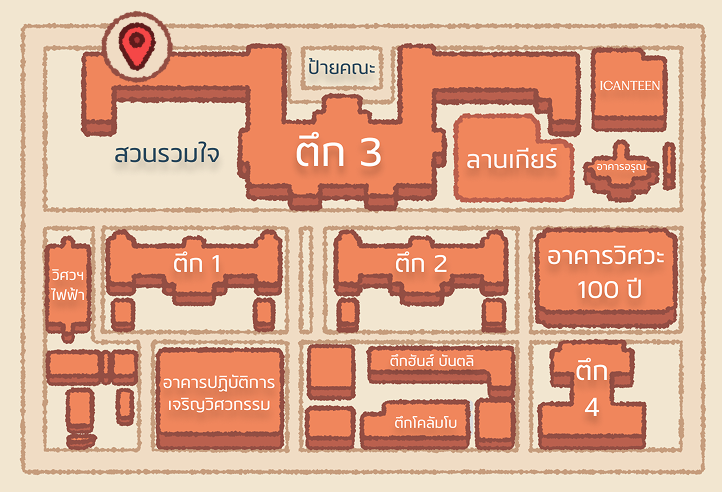 ป้ายคณะ
ICANTEEN
สวนรวมใจ
ตึก 3
ลานเกียร์
อาคารอรุณ
วิศวฯ
ไฟฟ้า
ตึก 1
ตึก 2
อาคารวิศวะ
100 ปี
อาคารปฏิบัติการ
เจริญวิศวกรรม
ตึกฮันส์ บันตลิ
ตึกโคลัมโบ
ตึก
4